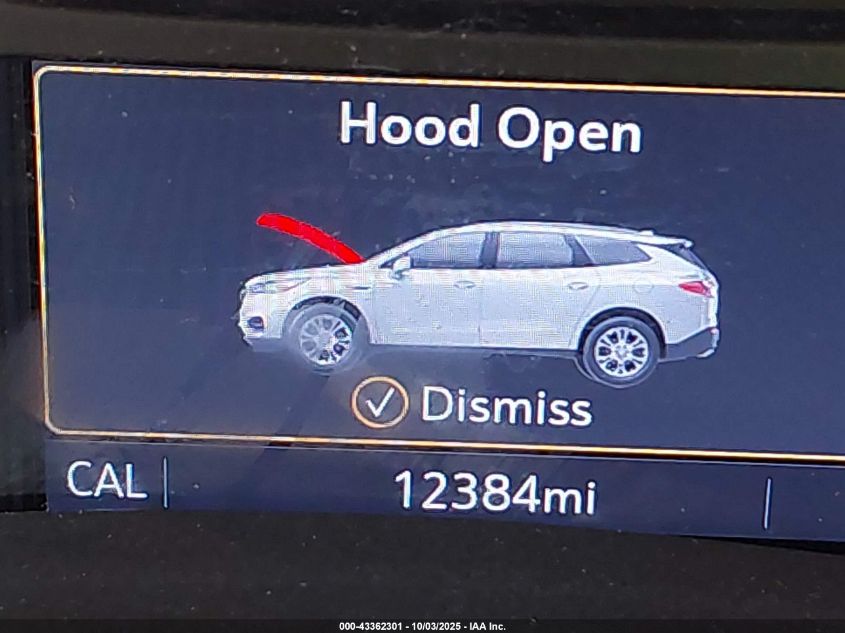 Hood Open
Dismiss
CAL
12384mi
000-43362301 - 10/03/2025 - IAA Inc.